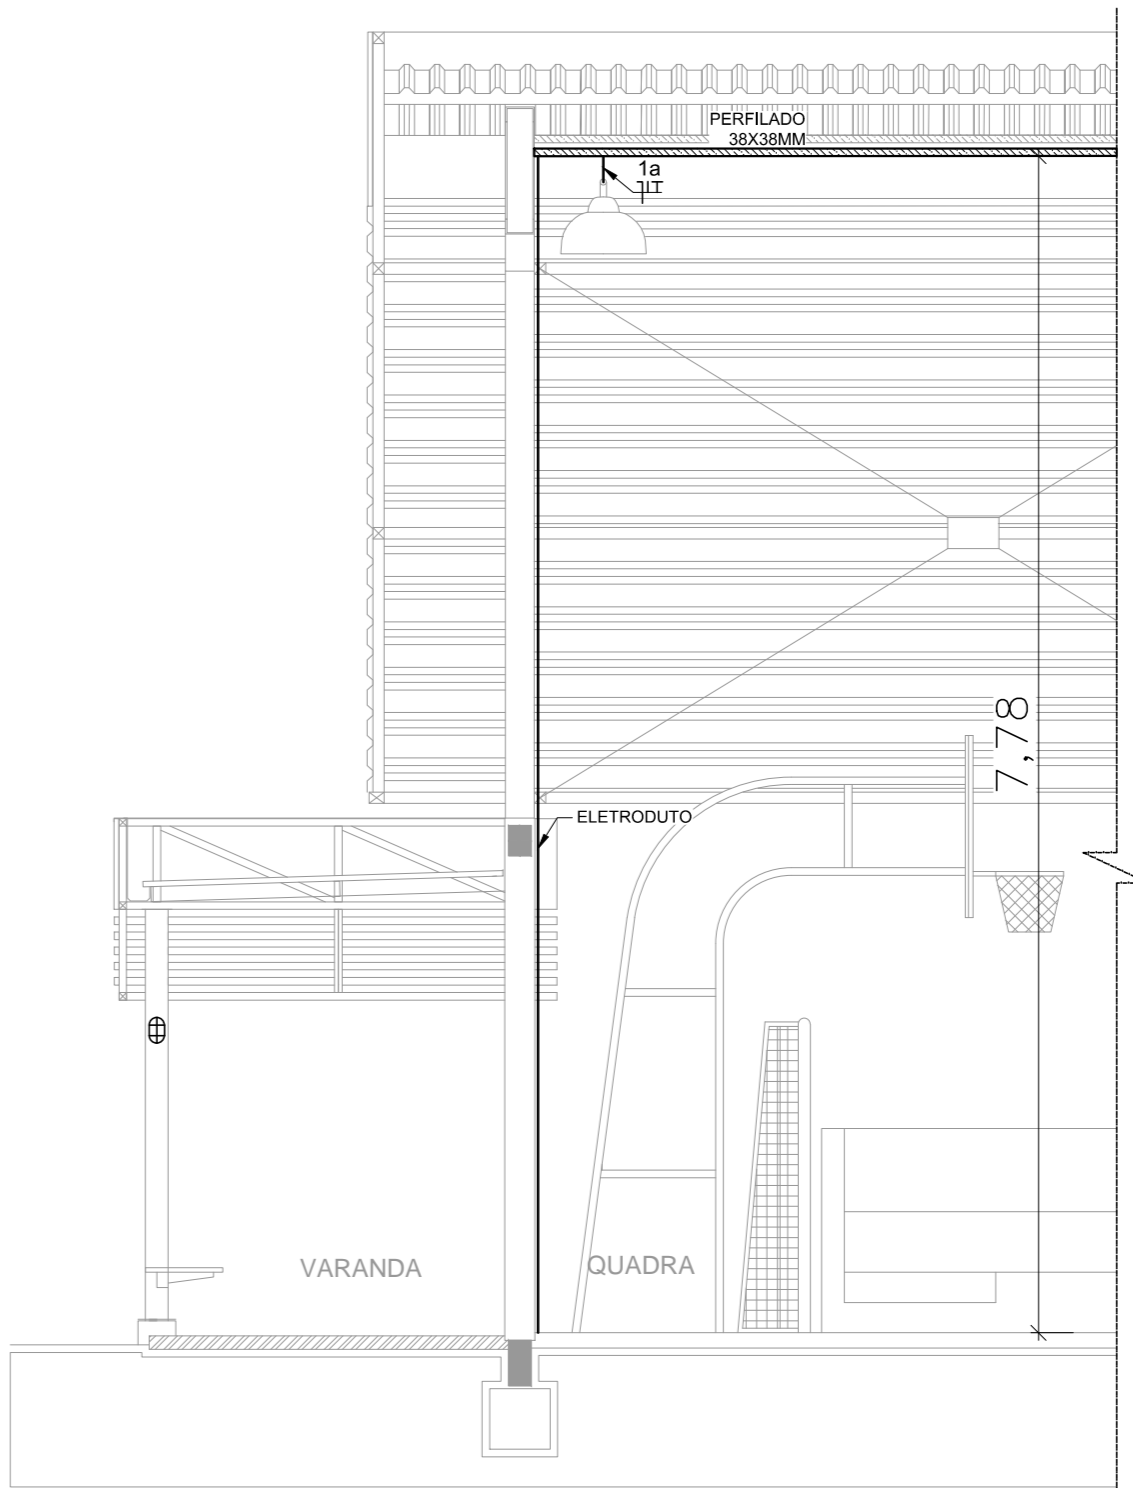 PERFILADO
38X38MM
1a
7,78
ELETRODUTO
VARANDA
QUADRA